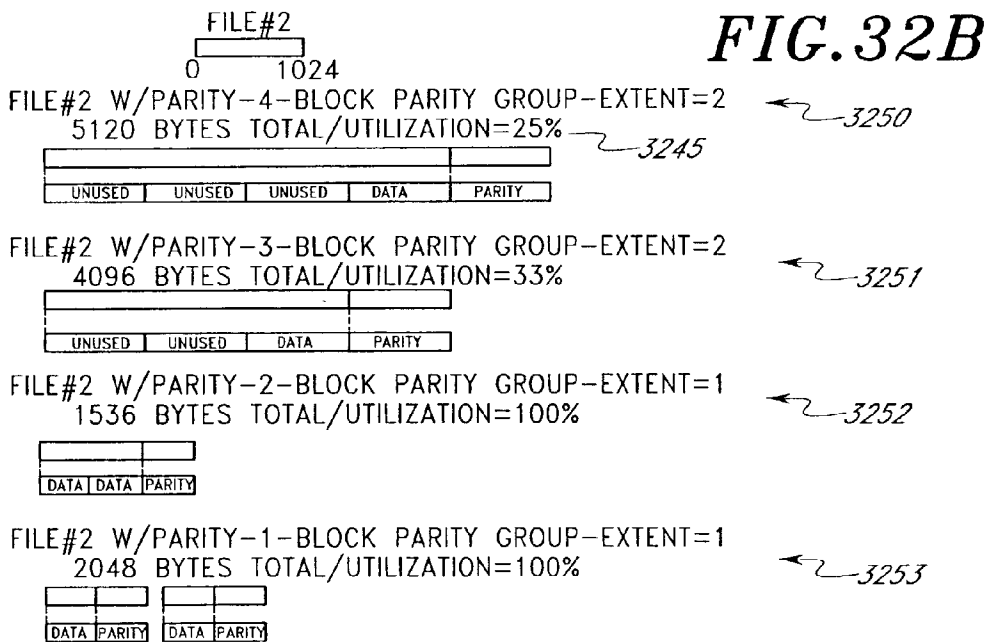 FILE#2
FIG.32B
0 1024
FILE#2 W/PARITY-4-BLOCK PARITY GROUP-EXTENT=2
3250
5120 BYTES TOTAL/UTILIZATION=25%
3245
UNUSED UNUSED UNUSED DATA PARITY
FILE#2 W/PARITY-3-BLOCK PARITY GROUP-EXTENT=2
3251
4096 BYTES TOTAL/UTILIZATION=33%
UNUSED UNUSED DATA PARITY
FILE#2 W/PARITY-2-BLOCK PARITY GROUP-EXTENT=1
3252
1536 BYTES TOTAL/UTILIZATION=100%
DATA DATA PARITY
FILE#2 W/PARITY-1-BLOCK PARITY GROUP-EXTENT=1
3253
2048 BYTES TOTAL/UTILIZATION=100%
DATA PARITY DATA PARITY